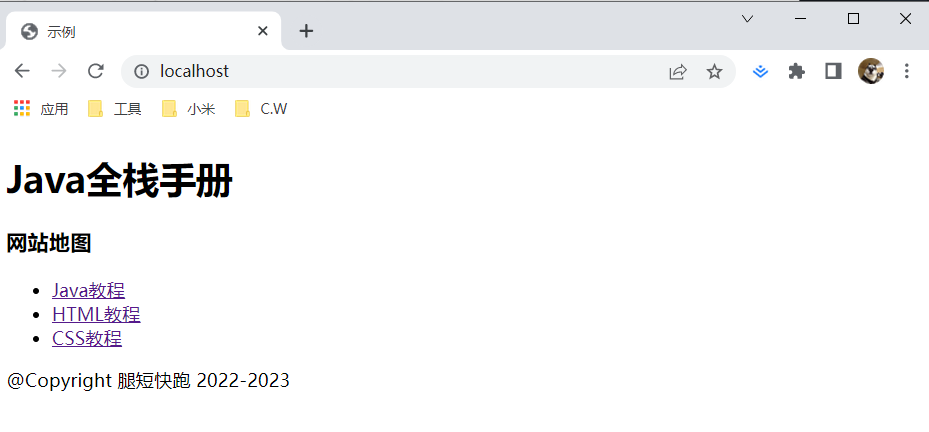 示例
localhost
应用 工具 小米 C.W
Java全栈手册
网站地图
Java教程
HTML教程
CSS教程
@Copyright 腿短快跑 2022-2023